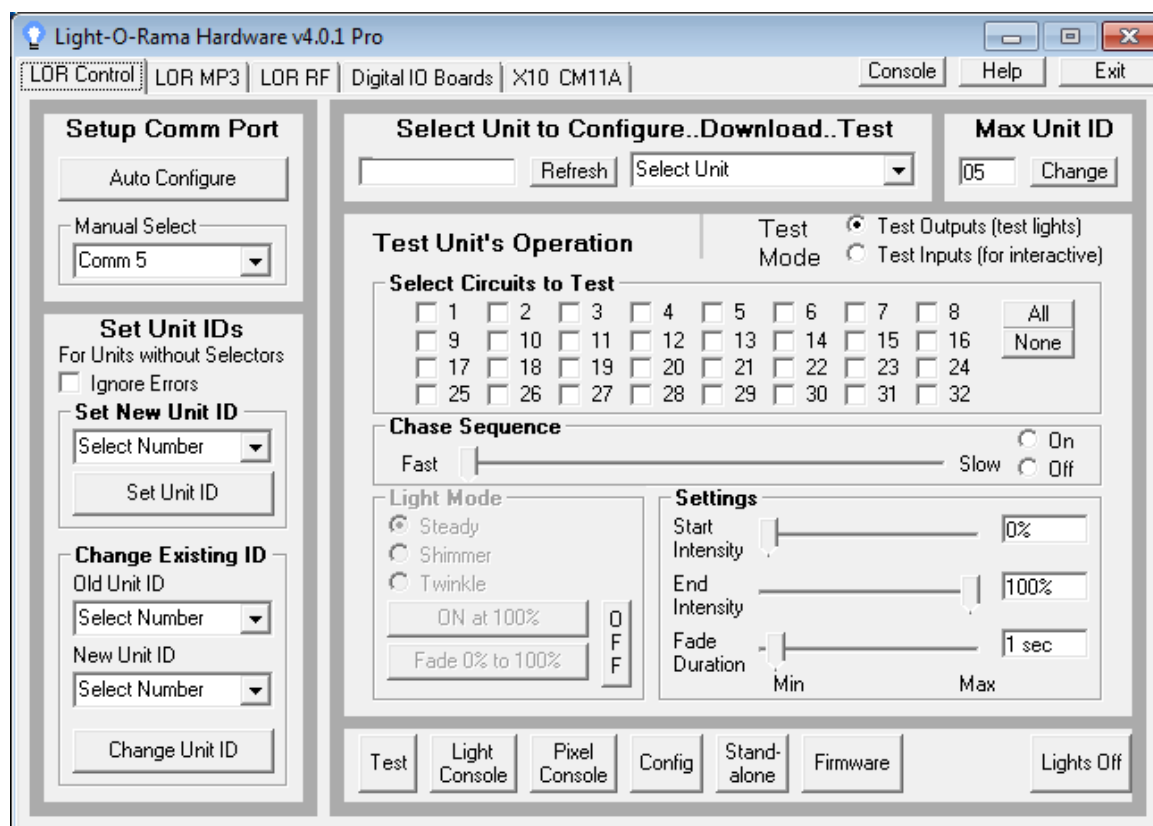 Light-O-Rama Hardware v4.0.1 Pro
LOR Control LOR MP3 LOR RF Digital IO Boards X10 CM11A Console Help Exit
Setup Comm Port
Auto Configure
Manual Select
Comm 5
Set Unit IDs
For Units without Selectors
Ignore Errors
Set New Unit ID
Select Number
Set Unit ID
Change Existing ID
Old Unit ID
Select Number
New Unit ID
Select Number
Change Unit ID
Select Unit to Configure..Download..Test
Refresh Select Unit
Max Unit ID
05 Change
Test Unit's Operation
Test Mode
Test Outputs (test lights)
Test Inputs (for interactive)
Select Circuits to Test
1 2 3 4 5 6 7 8 All
9 10 11 12 13 14 15 16 None
17 18 19 20 21 22 23 24
25 26 27 28 29 30 31 32
Chase Sequence
Fast Slow
On
Off
Light Mode
Steady
Shimmer
Twinkle
ON at 100%
Fade 0% to 100%
OFF
Settings
Start Intensity 0%
End Intensity 100%
Fade Duration 1 sec
Min Max
Test
Light Console
Pixel Console
Config
Stand-alone
Firmware
Lights Off